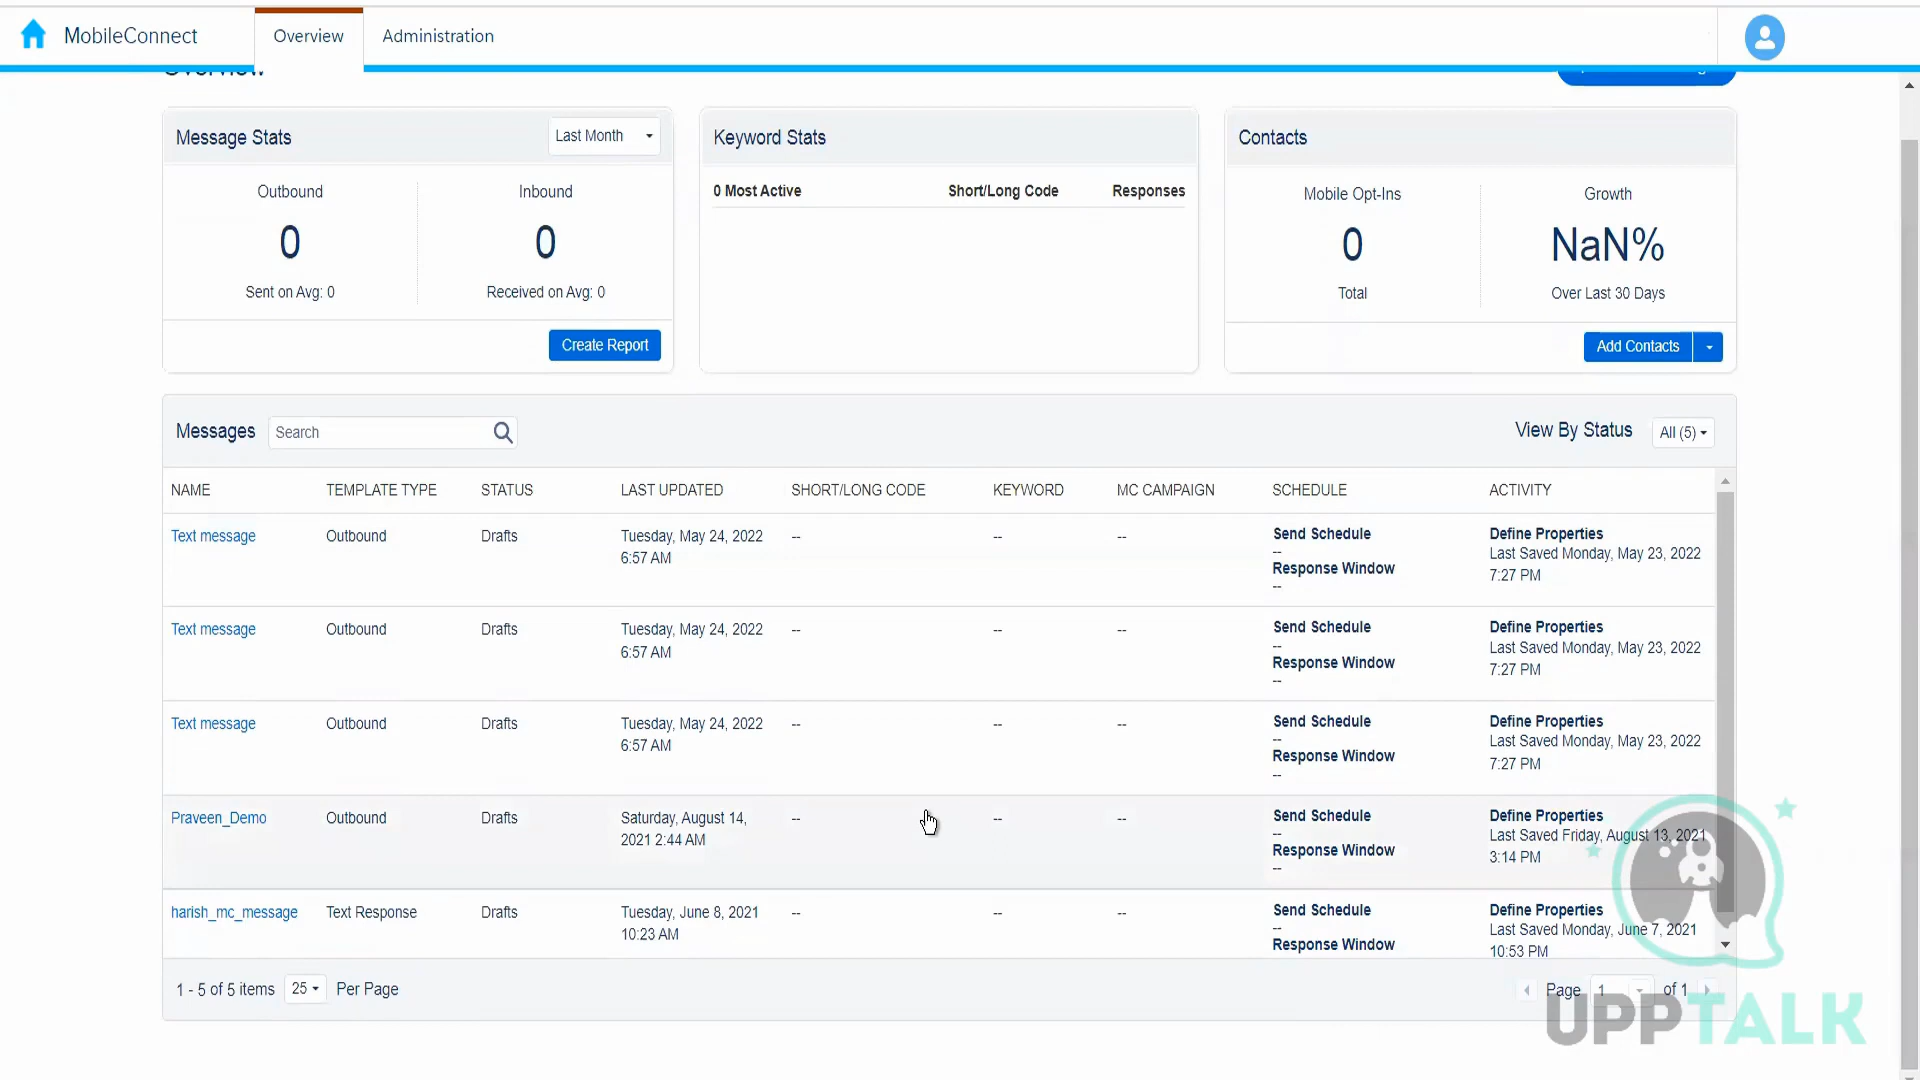 MobileConnect Overview Administration
Overview
Message Stats Last Month
Outbound Inbound
0 0
Sent on Avg: 0 Received on Avg: 0
Create Report
Keyword Stats
0 Most Active Short/Long Code Responses
Contacts
Mobile Opt-Ins Growth
0 NaN%
Total Over Last 30 Days
Add Contacts
Messages Search View By Status All (5)
NAME TEMPLATE TYPE STATUS LAST UPDATED SHORT/LONG CODE KEYWORD MC CAMPAIGN SCHEDULE ACTIVITY
Text message Outbound Drafts Tuesday, May 24, 2022 -- -- -- Send Schedule Define Properties
6:57 AM -- Last Saved Monday, May 23, 2022
Response Window 7:27 PM
--
Text message Outbound Drafts Tuesday, May 24, 2022 -- -- -- Send Schedule Define Properties
6:57 AM -- Last Saved Monday, May 23, 2022
Response Window 7:27 PM
--
Text message Outbound Drafts Tuesday, May 24, 2022 -- -- -- Send Schedule Define Properties
6:57 AM -- Last Saved Monday, May 23, 2022
Response Window 7:27 PM
--
Praveen_Demo Outbound Drafts Saturday, August 14, -- -- -- Send Schedule Define Properties
2021 2:44 AM -- Last Saved Friday, August 13, 2021
Response Window 3:14 PM
--
harish_mc_message Text Response Drafts Tuesday, June 8, 2021 -- -- -- Send Schedule Define Properties
10:23 AM -- Last Saved Monday, June 7, 2021
Response Window 10:53 PM
1 - 5 of 5 items 25 Per Page Page 1 of 1
UPPTALK